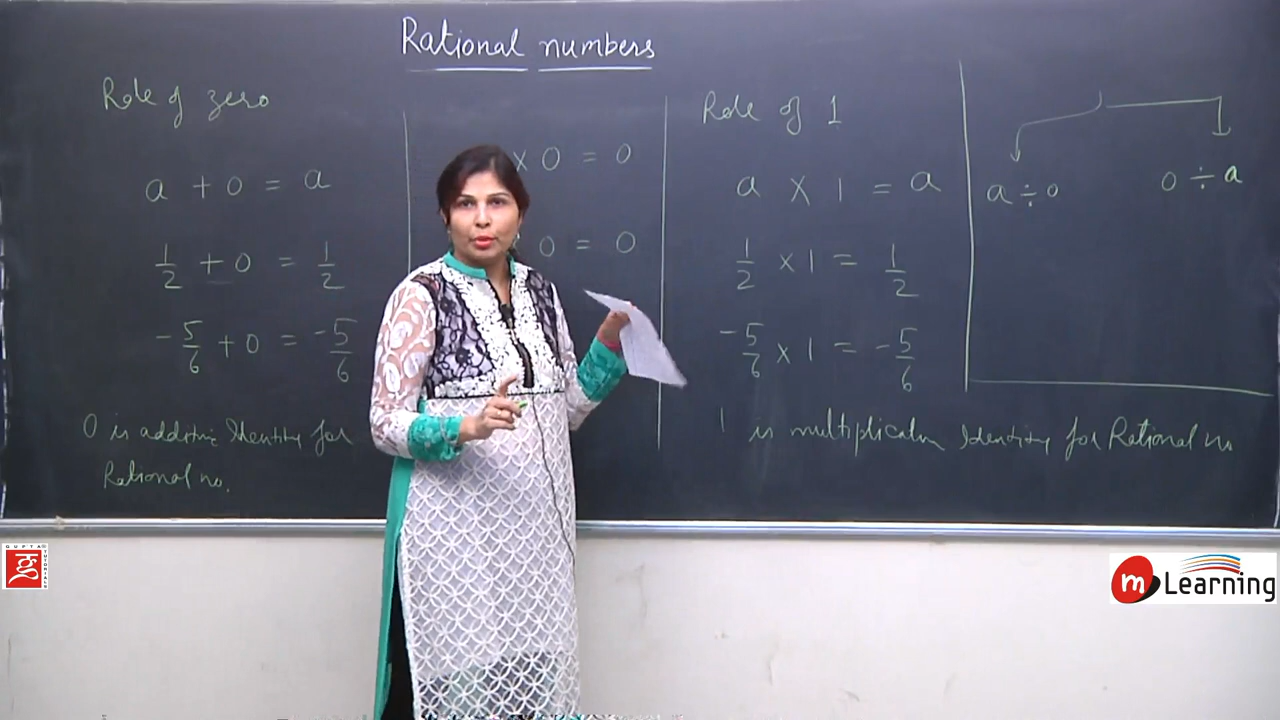 Rational numbers
Role of zero
a + 0 = a
1/2 + 0 = 1/2
-5/6 + 0 = -5/6
0 is additive Identity for
Rational no.
x 0 = 0
0 = 0
Role of 1
a X 1 = a
1/2 x 1 = 1/2
-5/6 x 1 = -5/6
1 is multiplicative Identity for Rational no
a ÷ 0
0 ÷ a
GUPTA
TUTORIALS
m Learning